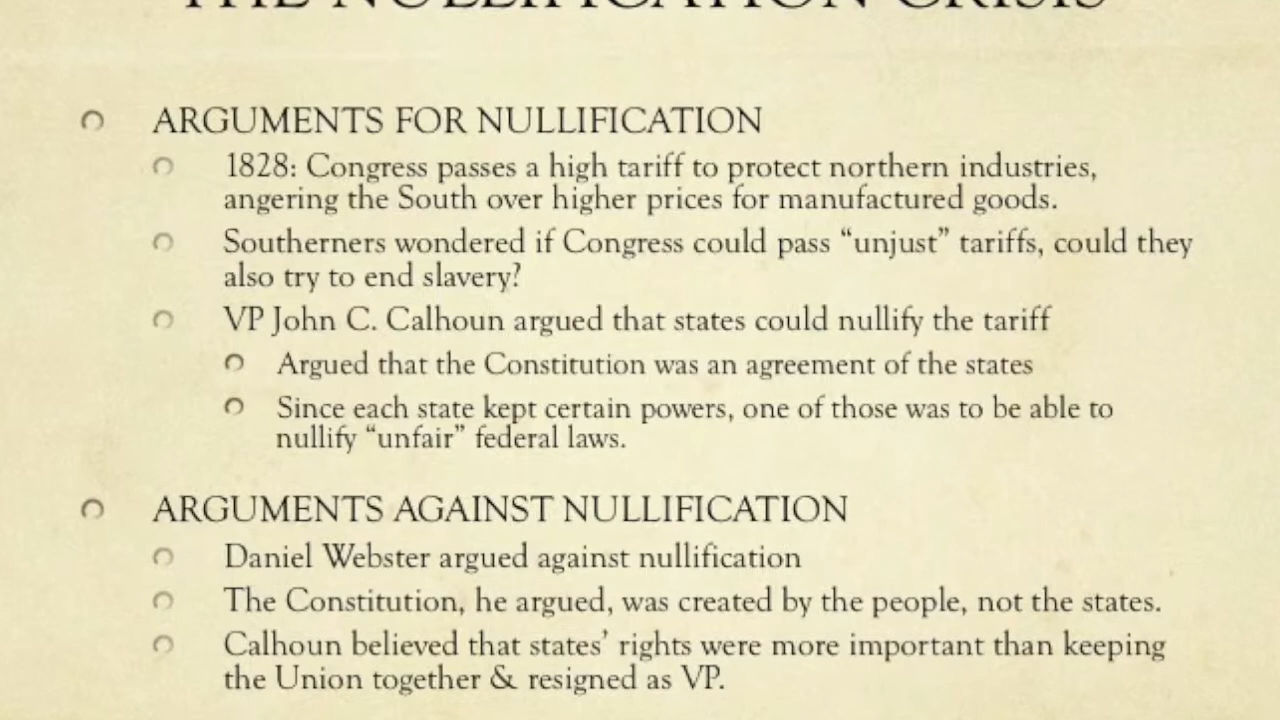 THE NULLIFICATION CRISIS
ARGUMENTS FOR NULLIFICATION
1828: Congress passes a high tariff to protect northern industries,
angering the South over higher prices for manufactured goods.
Southerners wondered if Congress could pass “unjust” tariffs, could they
also try to end slavery?
VP John C. Calhoun argued that states could nullify the tariff
Argued that the Constitution was an agreement of the states
Since each state kept certain powers, one of those was to be able to
nullify “unfair” federal laws.
ARGUMENTS AGAINST NULLIFICATION
Daniel Webster argued against nullification
The Constitution, he argued, was created by the people, not the states.
Calhoun believed that states’ rights were more important than keeping
the Union together & resigned as VP.